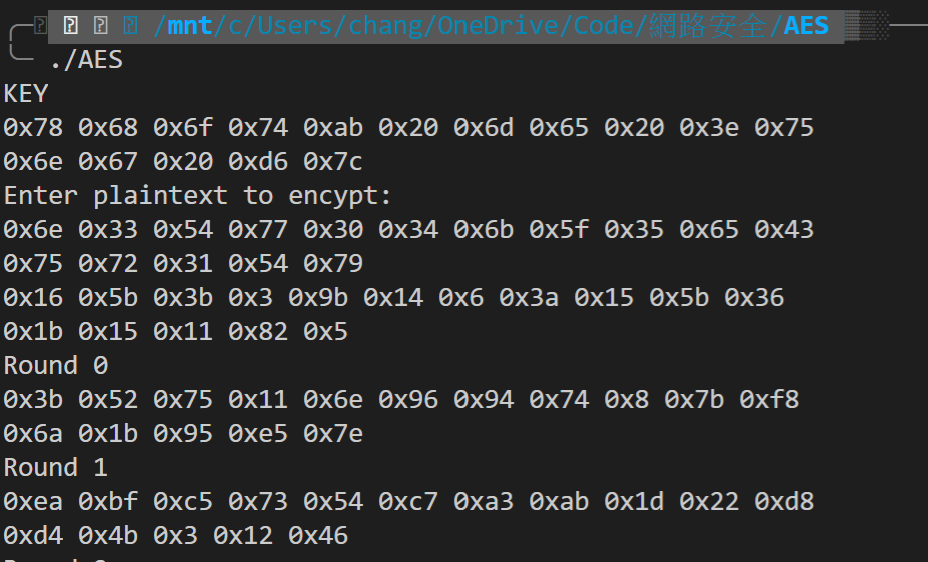 /mnt/c/Users/chang/OneDrive/Code/網路安全/AES
./AES
KEY
0x78 0x68 0x6f 0x74 0xab 0x20 0x6d 0x65 0x20 0x3e 0x75
0x6e 0x67 0x20 0xd6 0x7c
Enter plaintext to encrypt:
0x6e 0x33 0x54 0x77 0x30 0x34 0x6b 0x5f 0x35 0x65 0x43
0x75 0x72 0x31 0x54 0x79
0x16 0x5b 0x3b 0x3 0x9b 0x14 0x6 0x3a 0x15 0x5b 0x36
0x1b 0x15 0x11 0x82 0x5
Round 0
0x3b 0x52 0x75 0x11 0x6e 0x96 0x94 0x74 0x8 0x7b 0xf8
0x6a 0x1b 0x95 0xe5 0x7e
Round 1
0xea 0xbf 0xc5 0x73 0x54 0xc7 0xa3 0xab 0x1d 0x22 0xd8
0xd4 0x4b 0x3 0x12 0x46